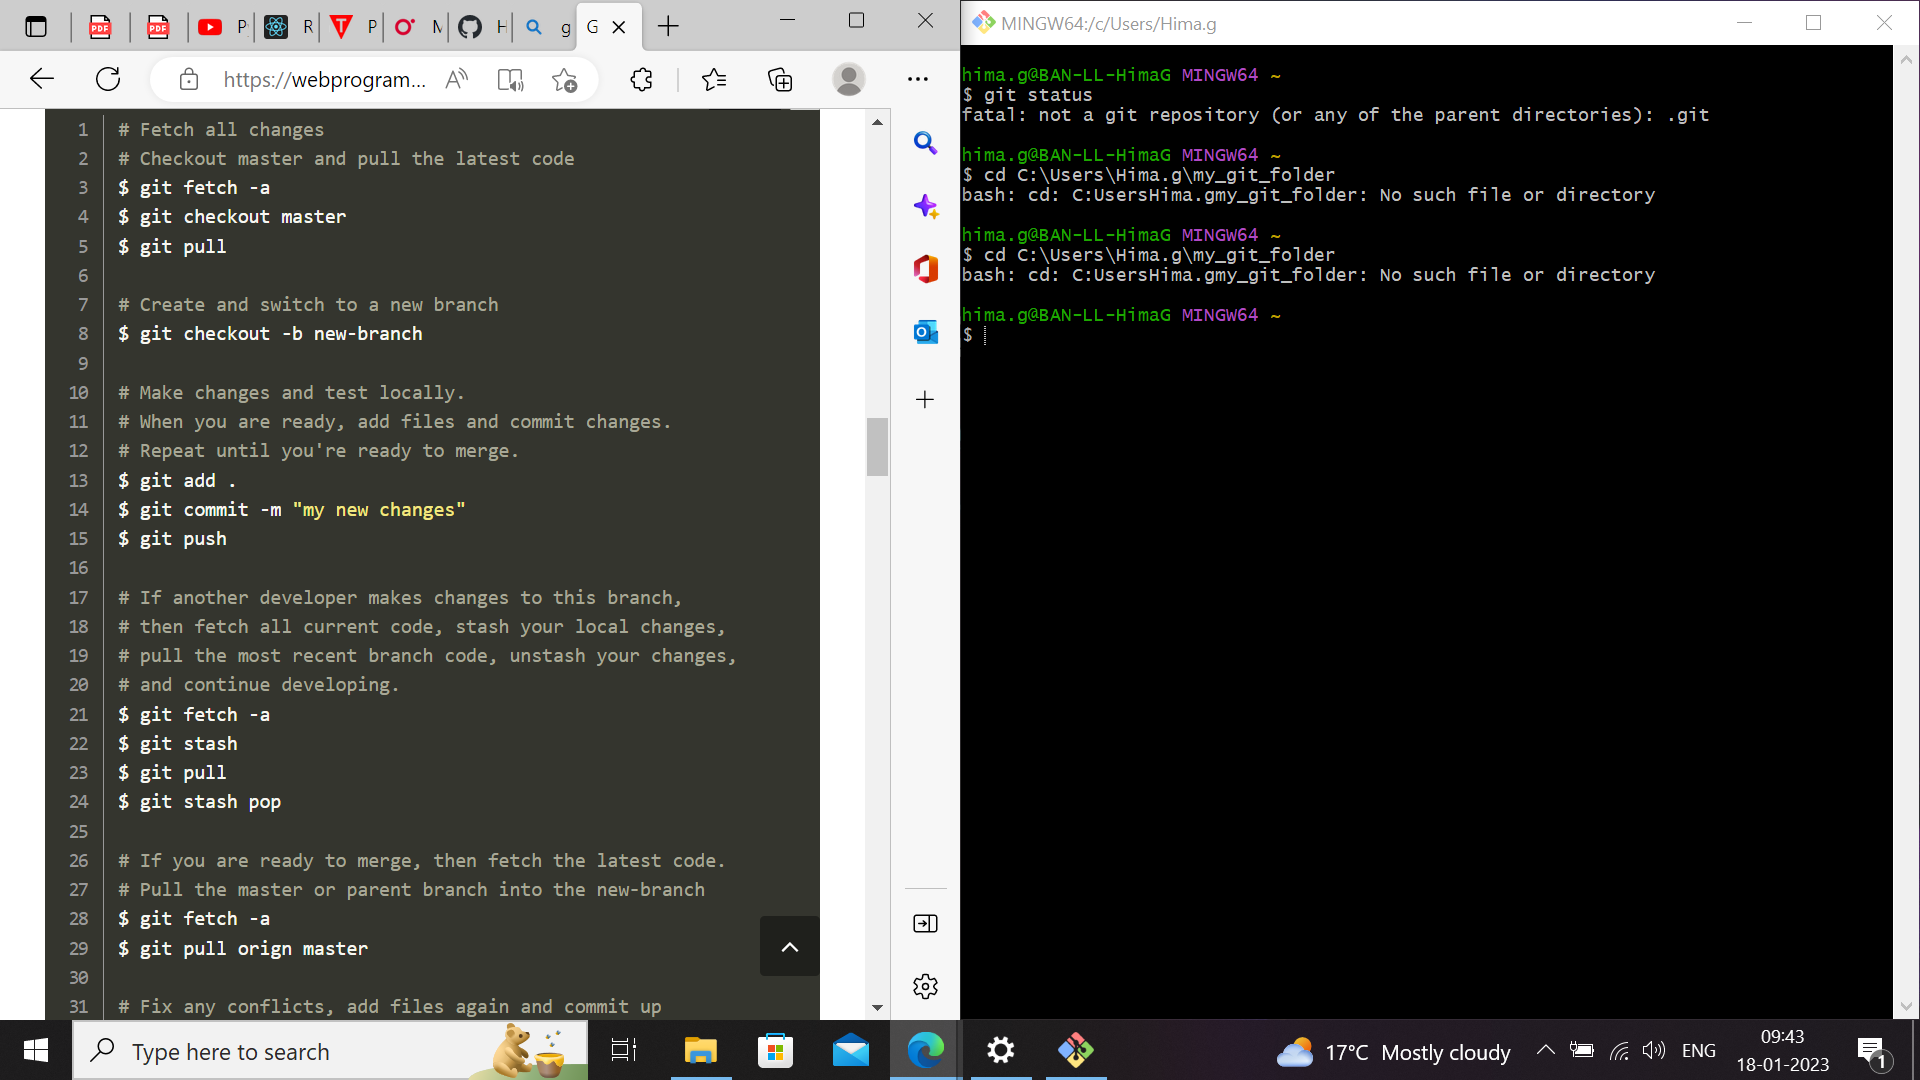 PDF
PDF
P
R
P
M
H
g
G
https://webprogram...
1 # Fetch all changes
2 # Checkout master and pull the latest code
3 $ git fetch -a
4 $ git checkout master
5 $ git pull
6
7 # Create and switch to a new branch
8 $ git checkout -b new-branch
9
10 # Make changes and test locally.
11 # When you are ready, add files and commit changes.
12 # Repeat until you're ready to merge.
13 $ git add .
14 $ git commit -m "my new changes"
15 $ git push
16
17 # If another developer makes changes to this branch,
18 # then fetch all current code, stash your local changes,
19 # pull the most recent branch code, unstash your changes,
20 # and continue developing.
21 $ git fetch -a
22 $ git stash
23 $ git pull
24 $ git stash pop
25
26 # If you are ready to merge, then fetch the latest code.
27 # Pull the master or parent branch into the new-branch
28 $ git fetch -a
29 $ git pull orign master
30
31 # Fix any conflicts, add files again and commit up
MINGW64:/c/Users/Hima.g
hima.g@BAN-LL-HimaG MINGW64 ~
$ git status
fatal: not a git repository (or any of the parent directories): .git
hima.g@BAN-LL-HimaG MINGW64 ~
$ cd C:\Users\Hima.g\my_git_folder
bash: cd: C:UsersHima.gmy_git_folder: No such file or directory
hima.g@BAN-LL-HimaG MINGW64 ~
$ cd C:\Users\Hima.g\my_git_folder
bash: cd: C:UsersHima.gmy_git_folder: No such file or directory
hima.g@BAN-LL-HimaG MINGW64 ~
$
Type here to search
17°C Mostly cloudy
ENG
09:43
18-01-2023
1